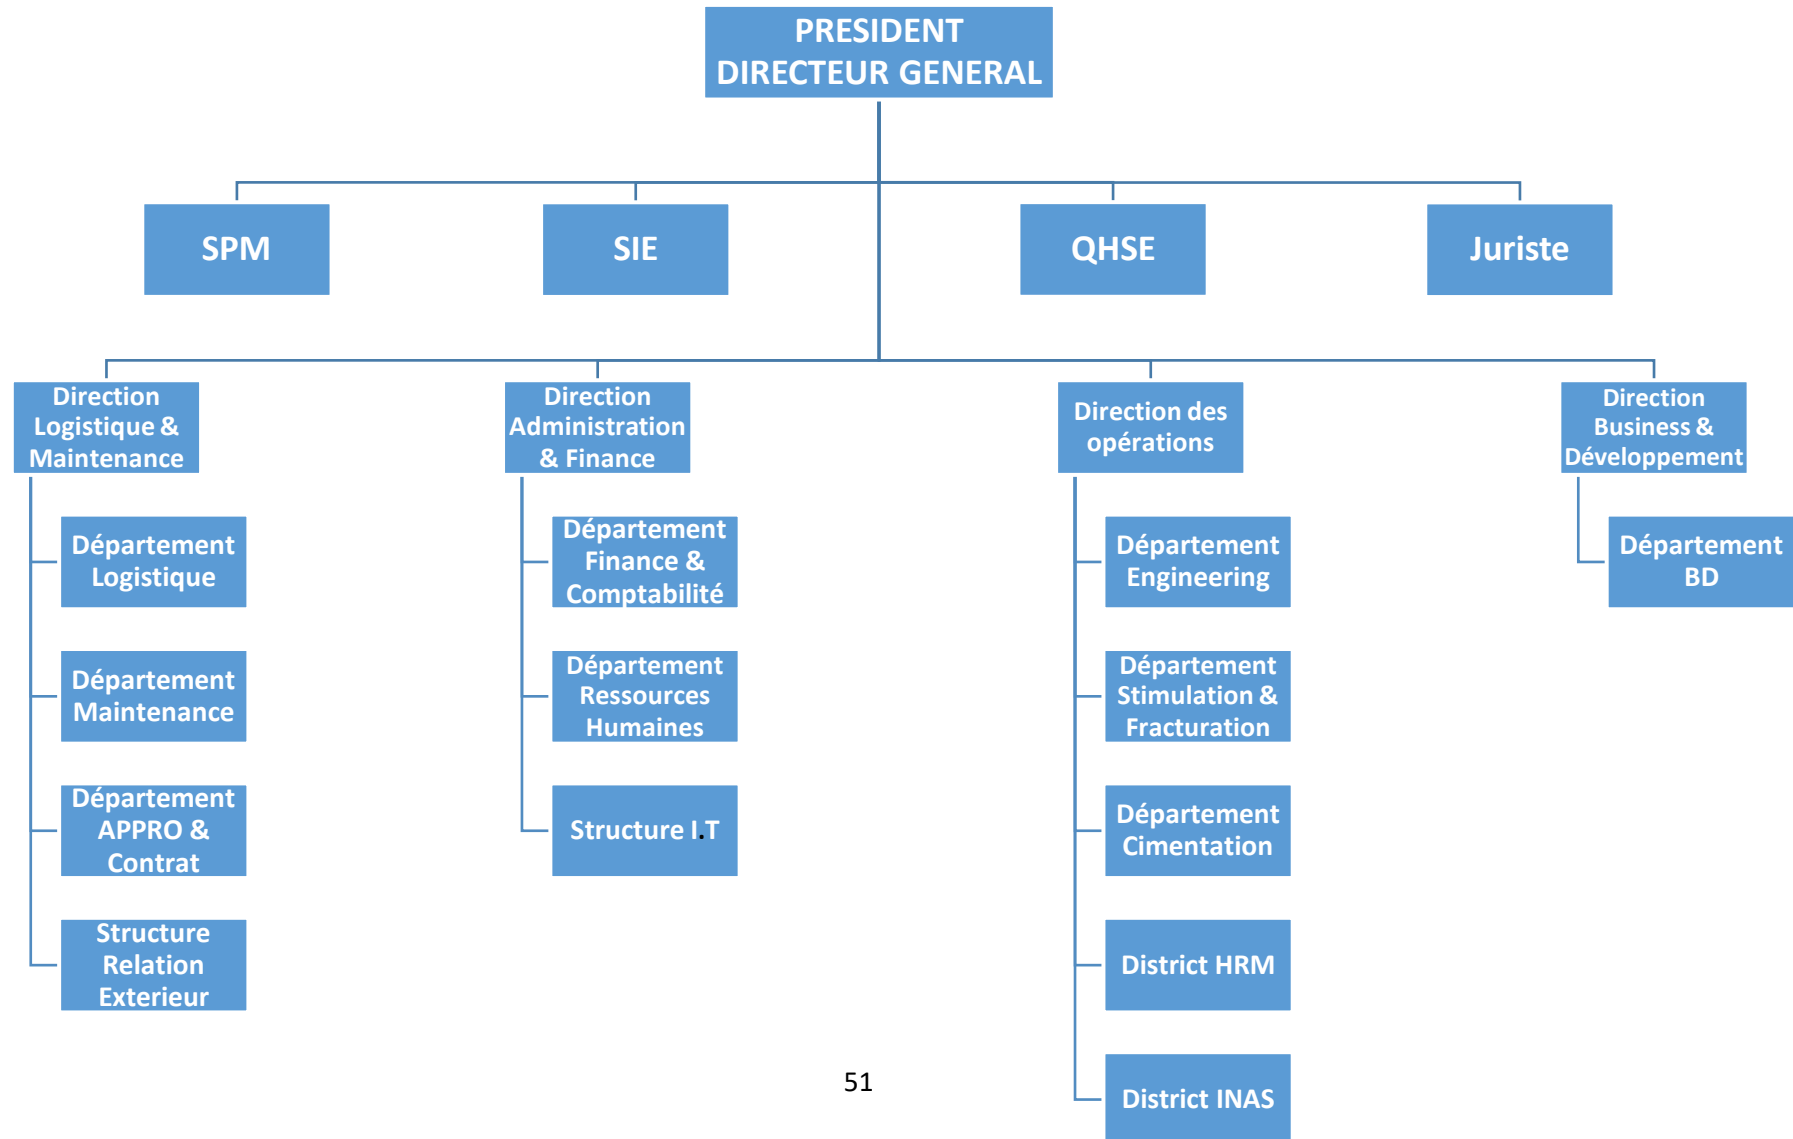 PRESIDENT
DIRECTEUR GENERAL
SPM
SIE
QHSE
Juriste
Direction
Logistique &
Maintenance
Direction
Administration
& Finance
Direction des
opérations
Direction
Business &
Développement
Département
Logistique
Département
Finance &
Comptabilité
Département
Engineering
Département
BD
Département
Maintenance
Département
Ressources
Humaines
Département
Stimulation &
Fracturation
Département
APPRO &
Contrat
Structure I.T
Département
Cimentation
Structure
Relation
Exterieur
District HRM
District INAS
51